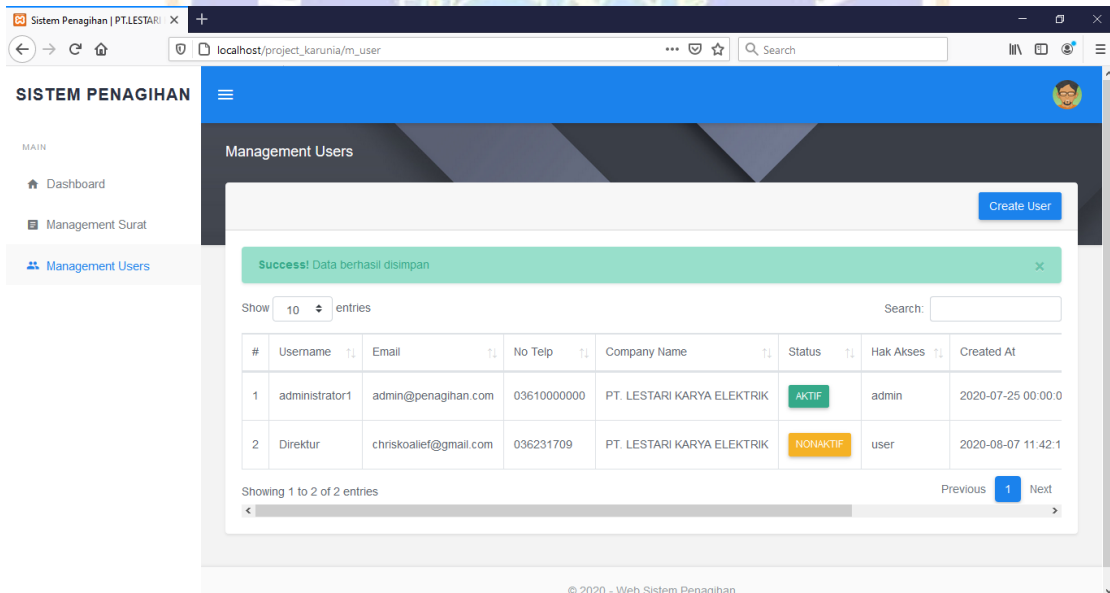 Sistem Penagihan | PT.LESTARI
localhost/project_karunia/m_user
Search
SISTEM PENAGIHAN
MAIN
Dashboard
Management Surat
Management Users
Management Users
Create User
Success! Data berhasil disimpan ×
Show 10 entries Search:
# Username Email No Telp Company Name Status Hak Akses Created At
1 administrator1 admin@penagihan.com 03610000000 PT. LESTARI KARYA ELEKTRIK AKTIF admin 2020-07-25 00:00:0
2 Direktur chriskoalief@gmail.com 036231709 PT. LESTARI KARYA ELEKTRIK NONAKTIF user 2020-08-07 11:42:1
Showing 1 to 2 of 2 entries Previous 1 Next
© 2020 - Web Sistem Penagihan